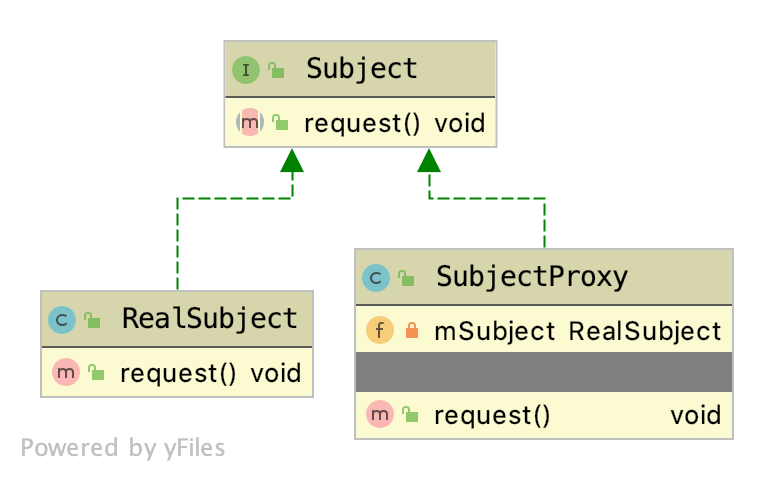 I Subject
m request() void
C RealSubject
m request() void
C SubjectProxy
f mSubject RealSubject
m request() void
Powered by yFiles